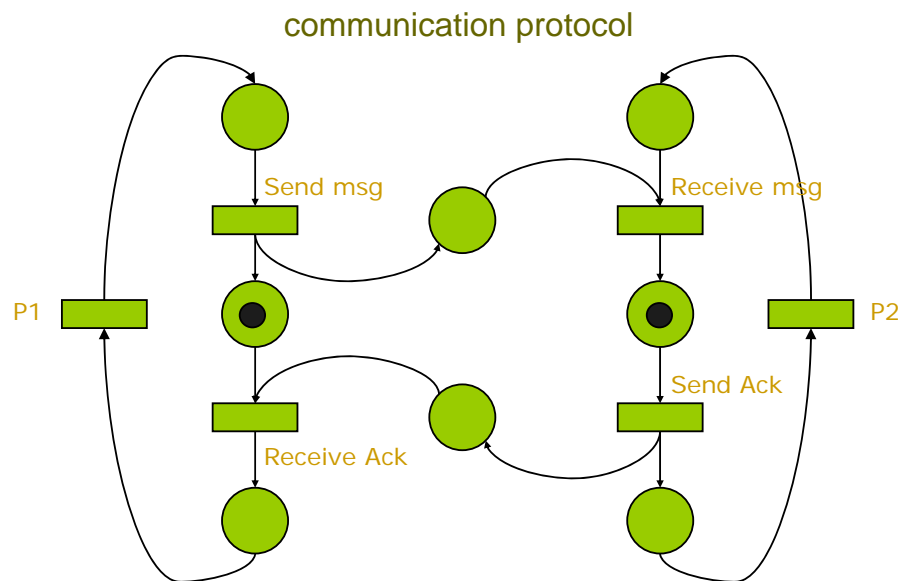 communication protocol
Send msg
Receive msg
P1
P2
Send Ack
Receive Ack